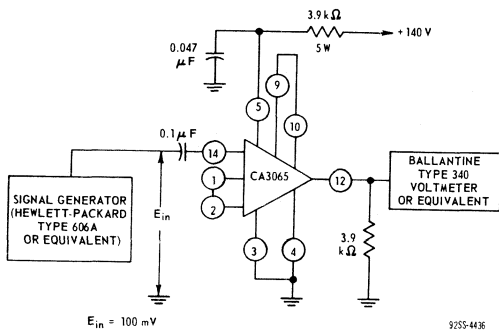 3.9 kΩ
5 W
+140 V
0.047
μF
9
5
10
0.1 μF
14
CA3065
1
12
2
BALLANTINE
TYPE 340
VOLTMETER
OR EQUIVALENT
SIGNAL GENERATOR
(HEWLETT-PACKARD
TYPE 606A
OR EQUIVALENT)
Ein
3
4
3.9
kΩ
Ein = 100 mV
92SS-4436